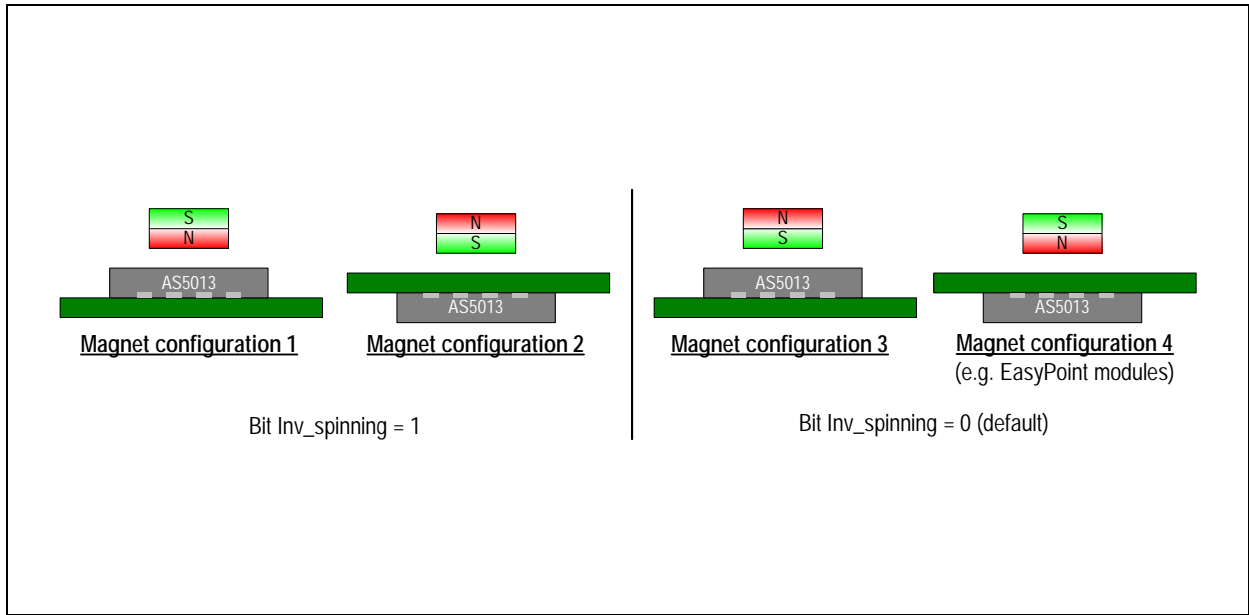 S
N
AS5013
Magnet configuration 1
N
S
AS5013
Magnet configuration 2
Bit Inv_spinning = 1
N
S
AS5013
Magnet configuration 3
S
N
AS5013
Magnet configuration 4
(e.g. EasyPoint modules)
Bit Inv_spinning = 0 (default)